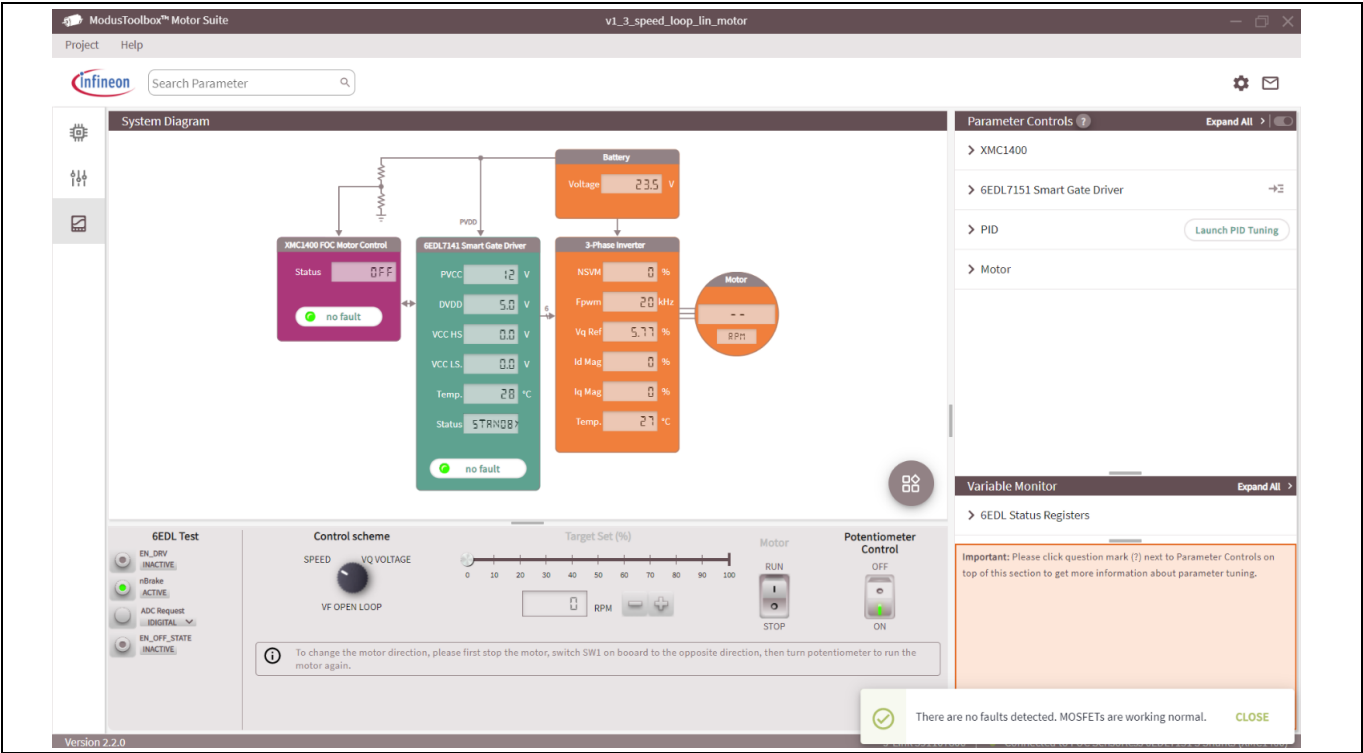 ModusToolbox™ Motor Suite
v1_3_speed_loop_lin_motor
Project Help
infineon
Search Parameter
System Diagram
Parameter Controls ?
Expand All >
> XMC1400
> 6EDL7151 Smart Gate Driver
> PID
Launch PID Tuning
> Motor
Battery
Voltage 23.5 V
PVDD
XMC1400 FOC Motor Control
Status OFF
no fault
6EDL7141 Smart Gate Driver
PVCC 12 V
DVDD 5.0 V
VCC HS 0.0 V
VCC LS. 0.0 V
Temp. 28 °C
Status STANDBY
no fault
6
3-Phase Inverter
NSVM 0 %
Fpwm 20 kHz
Vq Ref 5.77 %
Id Mag 0 %
Iq Mag 0 %
Temp. 27 °C
Motor
--
RPM
Variable Monitor
Expand All >
> 6EDL Status Registers
Important: Please click question mark (?) next to Parameter Controls on
top of this section to get more information about parameter tuning.
6EDL Test
EN_DRV
INACTIVE
nBrake
ACTIVE
ADC Request
IDIGITAL
EN_OFF_STATE
INACTIVE
Control scheme
SPEED
VQ VOLTAGE
VF OPEN LOOP
Target Set (%)
0 10 20 30 40 50 60 70 80 90 100
0 RPM
Motor
RUN
STOP
Potentiometer
Control
OFF
ON
To change the motor direction, please first stop the motor, switch SW1 on booard to the opposite direction, then turn potentiometer to run the
motor again.
There are no faults detected. MOSFETs are working normal.
CLOSE
Version 2.2.0